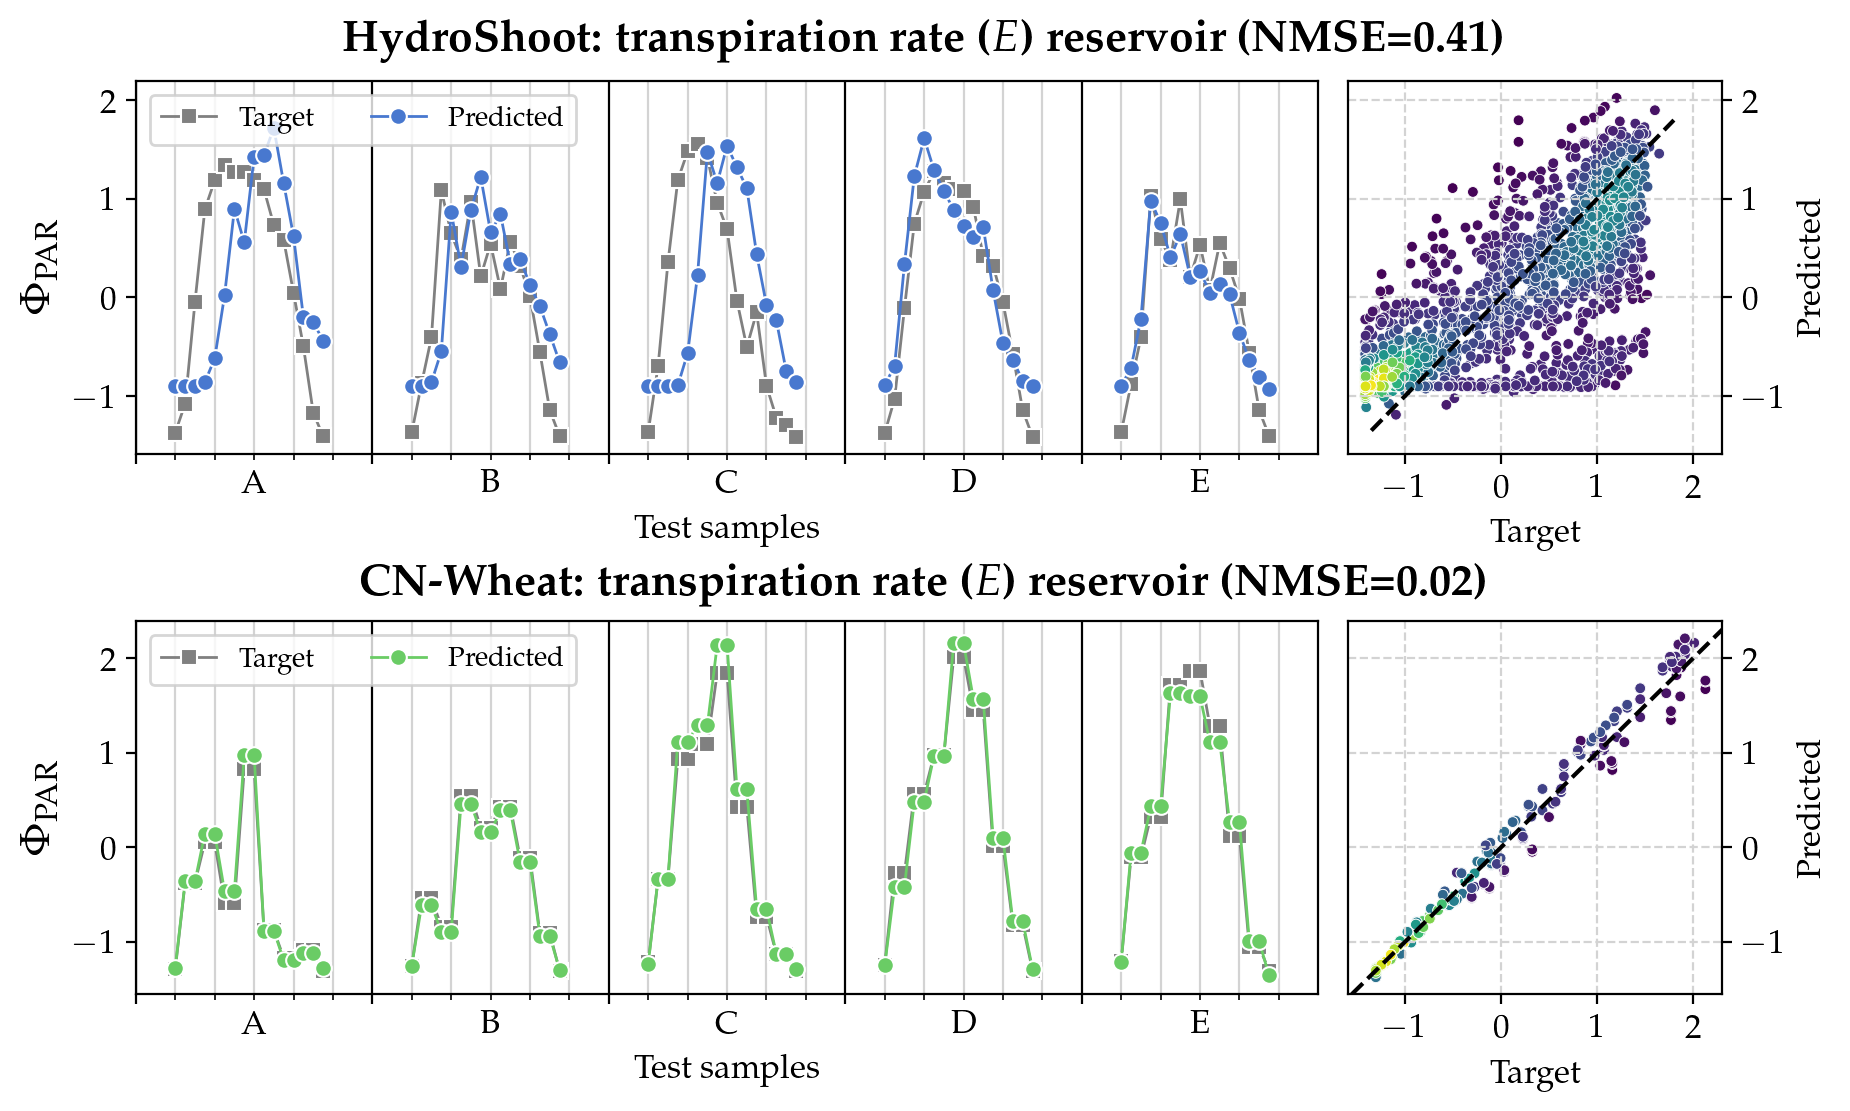 HydroShoot: transpiration rate (E) reservoir (NMSE=0.41)
Target
Predicted
Φ_PAR
2
1
0
−1
A
B
C
D
E
Test samples
2
1
0
−1
Predicted
−1
0
1
2
Target
CN-Wheat: transpiration rate (E) reservoir (NMSE=0.02)
Target
Predicted
Φ_PAR
2
1
0
−1
A
B
C
D
E
Test samples
2
1
0
−1
Predicted
−1
0
1
2
Target